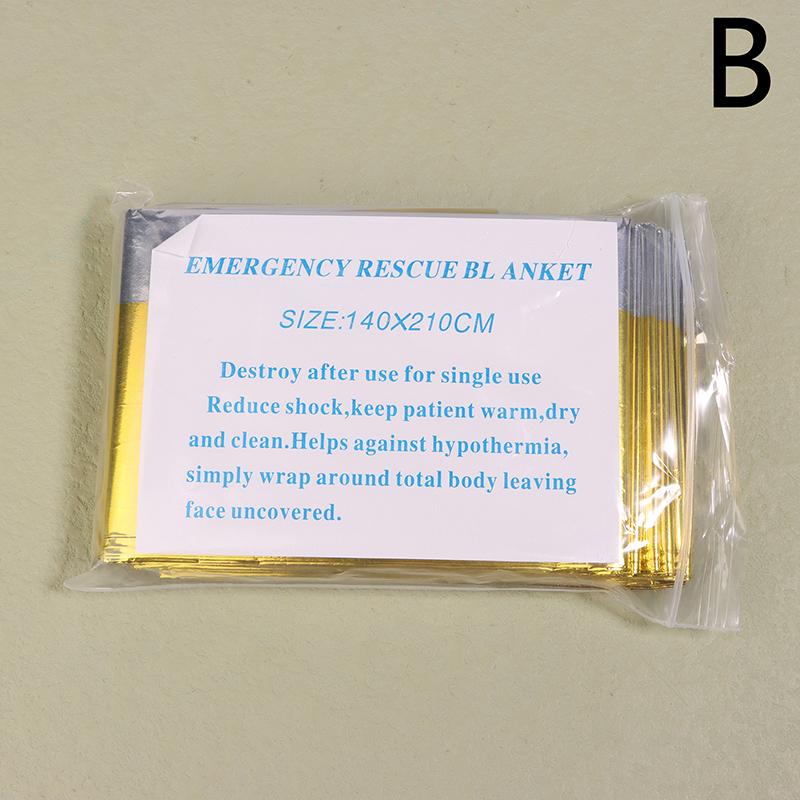 B
EMERGENCY RESCUE BL ANKET
SIZE:140X210CM
Destroy after use for single use
Reduce shock,keep patient warm,dry
and clean.Helps against hypothermia,
simply wrap around total body leaving
face uncovered.